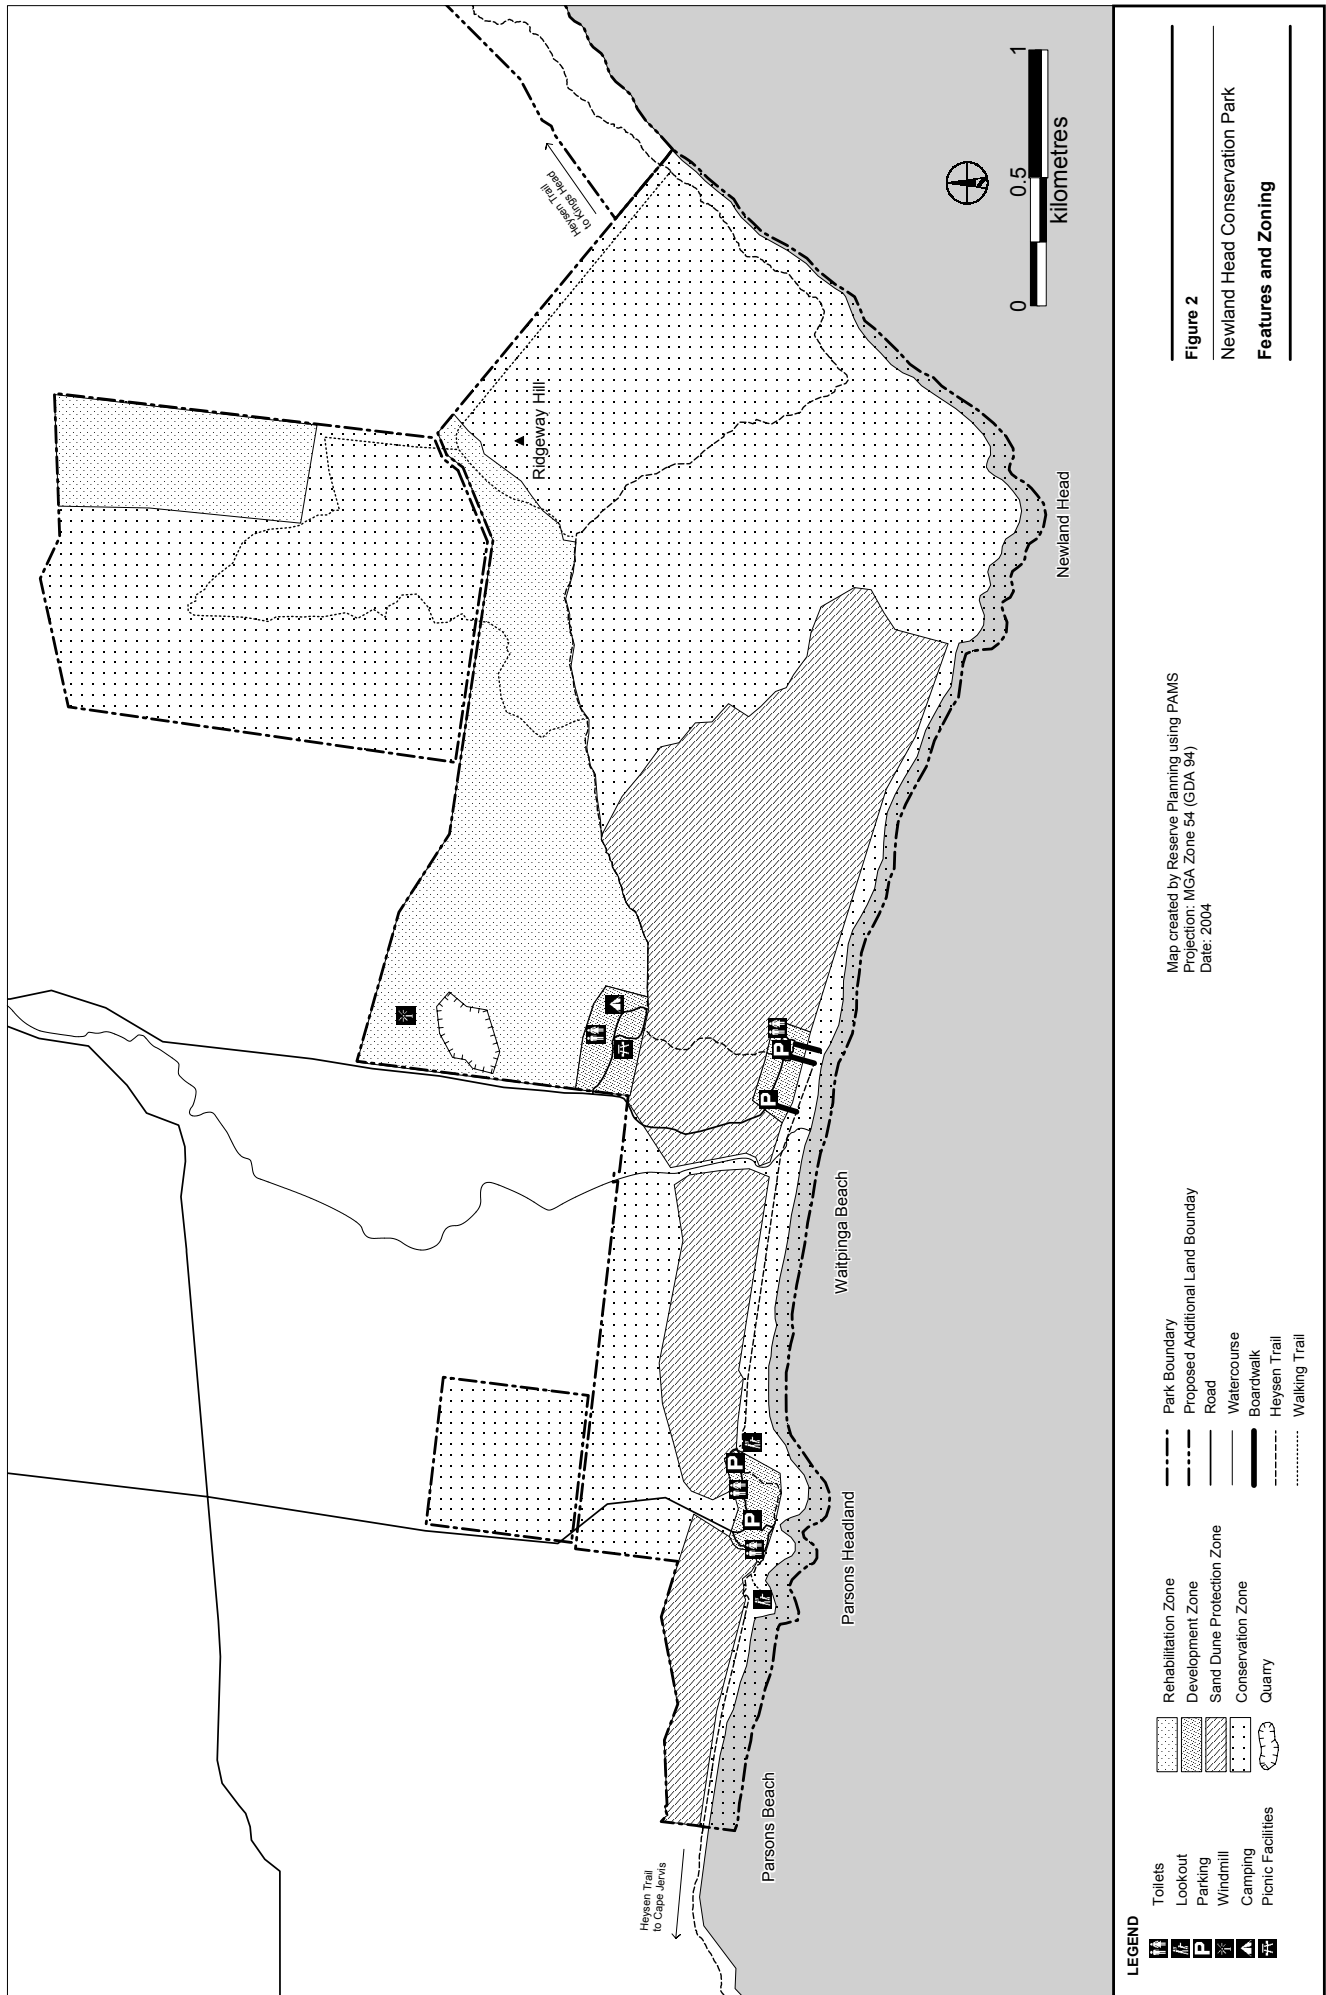 Heysen Trail
to Kings Head
Ridgeway Hill
Newland Head
Waitpinga Beach
Parsons Headland
Parsons Beach
Heysen Trail
to Cape Jervis
P
P
P
P
N
0
0.5
1
kilometres
LEGEND
Toilets
Lookout
P Parking
Windmill
Camping
Picnic Facilities
Rehabilitation Zone
Development Zone
Sand Dune Protection Zone
Conservation Zone
Quarry
Park Boundary
Proposed Additional Land Bounday
Road
Watercourse
Boardwalk
Heysen Trail
Walking Trail
Map created by Reserve Planning using PAMS
Projection: MGA Zone 54 (GDA 94)
Date: 2004
Figure 2
Newland Head Conservation Park
Features and Zoning